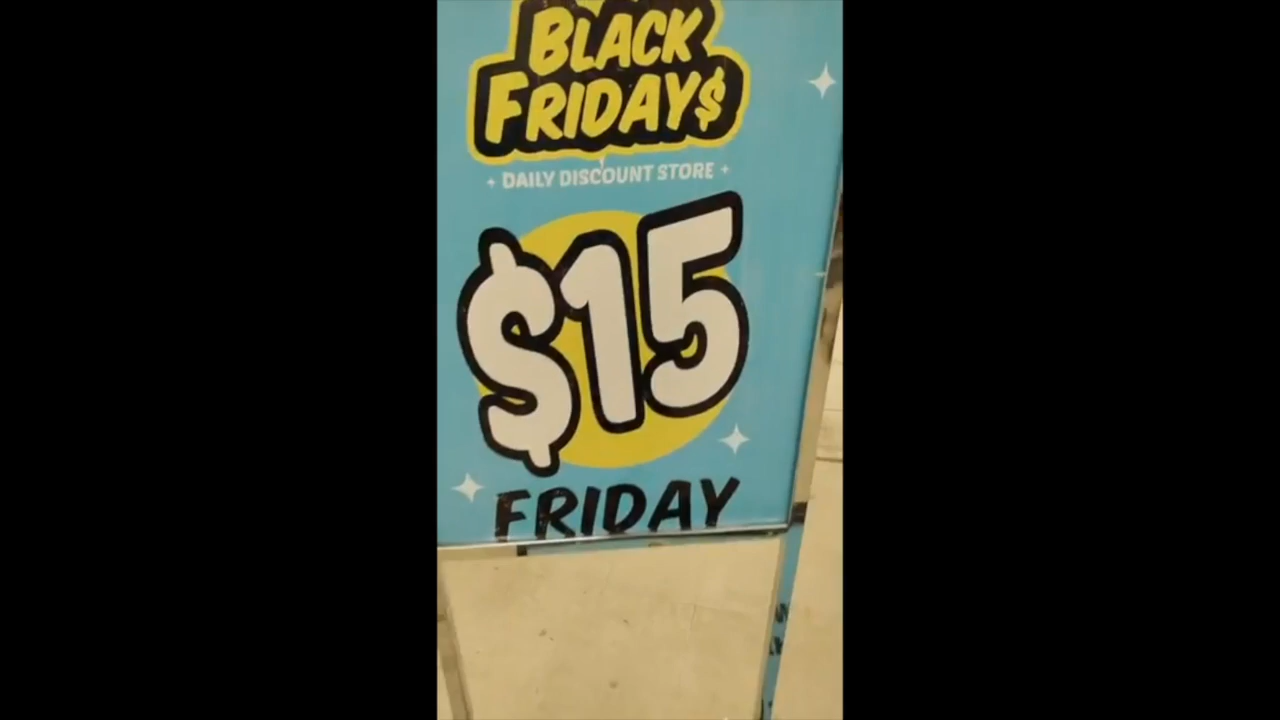 BLACK
FRIDAY$
DAILY DISCOUNT STORE
$15
FRIDAY